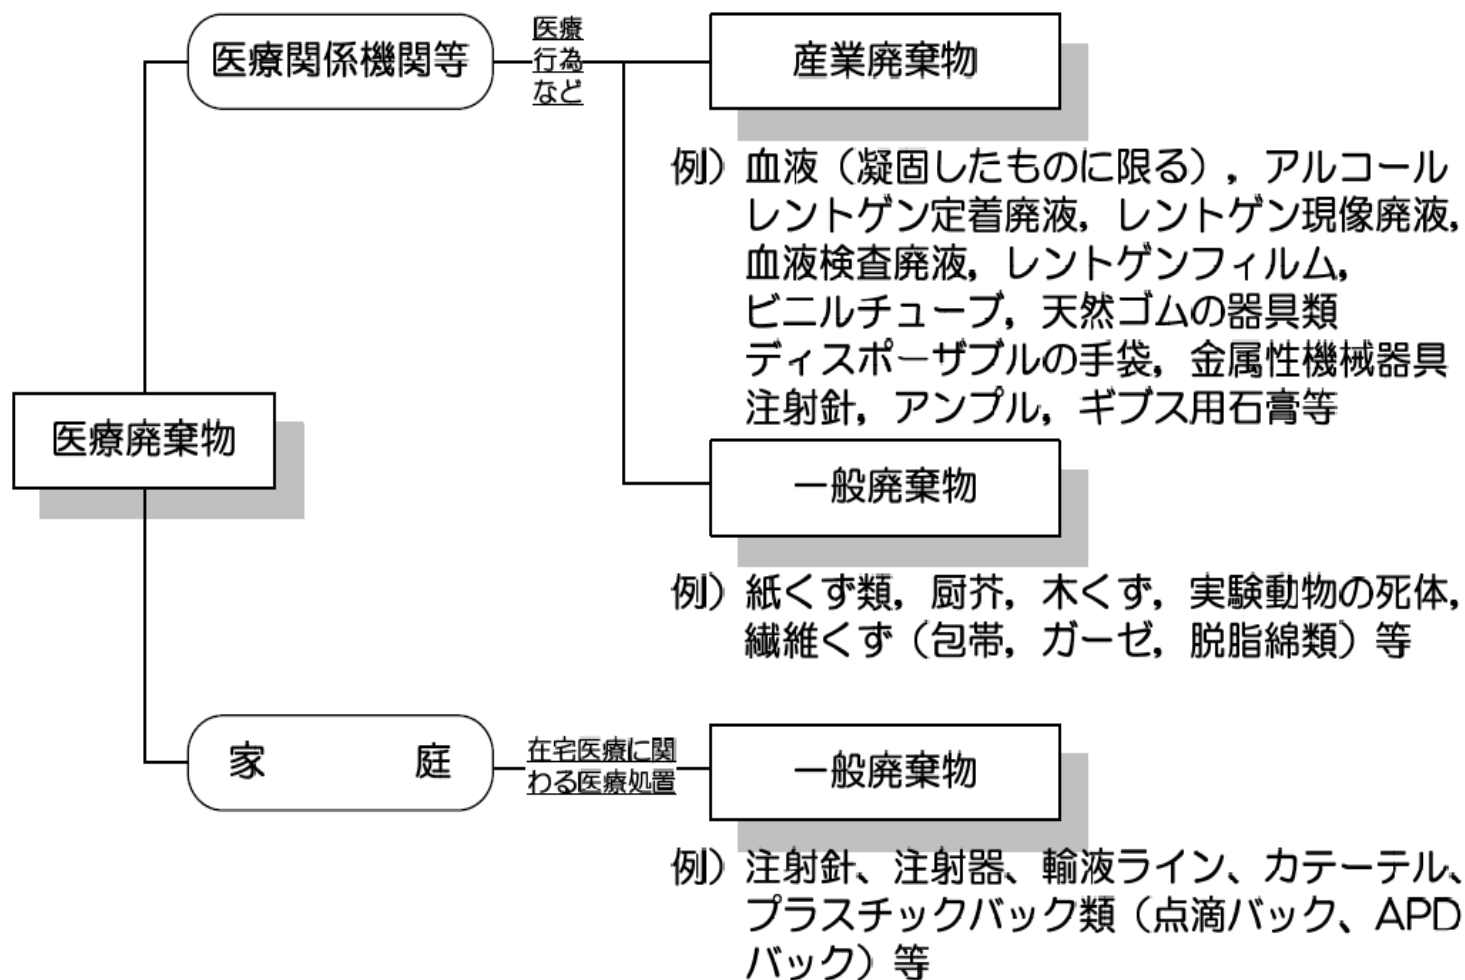 医療廃棄物
医療関係機関等
医療
行為
など
産業廃棄物
例）血液（凝固したものに限る），アルコール
レントゲン定着廃液，レントゲン現像廃液，
血液検査廃液，レントゲンフィルム，
ビニルチューブ，天然ゴムの器具類
ディスポーザブルの手袋，金属性機械器具
注射針，アンプル，ギブス用石膏等
一般廃棄物
例）紙くず類，厨芥，木くず，実験動物の死体，
繊維くず（包帯，ガーゼ，脱脂綿類）等
家庭
在宅医療に関
わる医療処置
一般廃棄物
例）注射針、注射器、輸液ライン、カテーテル、
プラスチックバック類（点滴バック、APD
バック）等